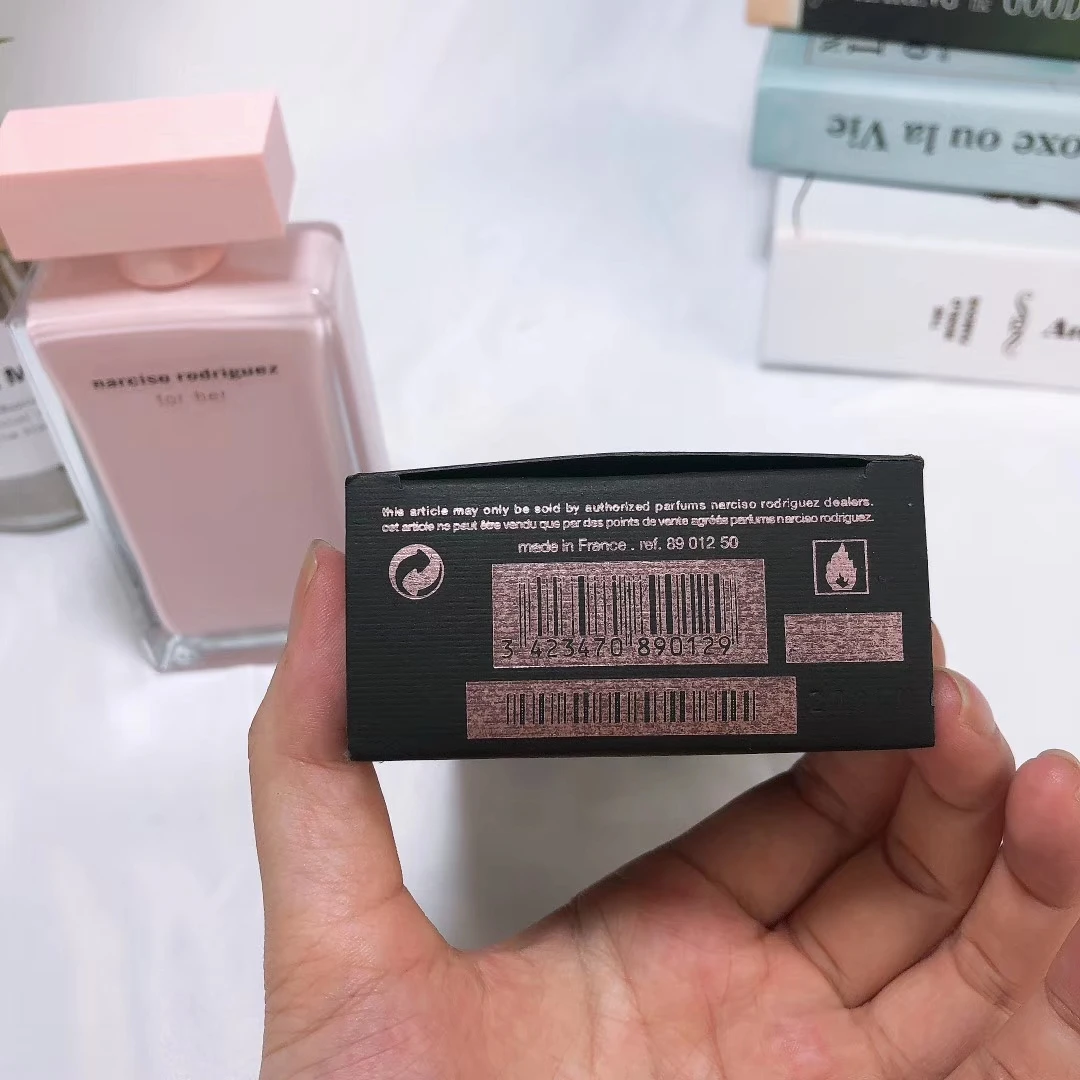 GOOD
oxe ou la Vie
narciso rodriguez
for her
this article may only be sold by authorized parfums narciso rodriguez dealers.
cet article ne peut être vendu que par des points de vente agréés parfums narciso rodriguez.
made in France . ref. 89 012 50
3 423470 890129